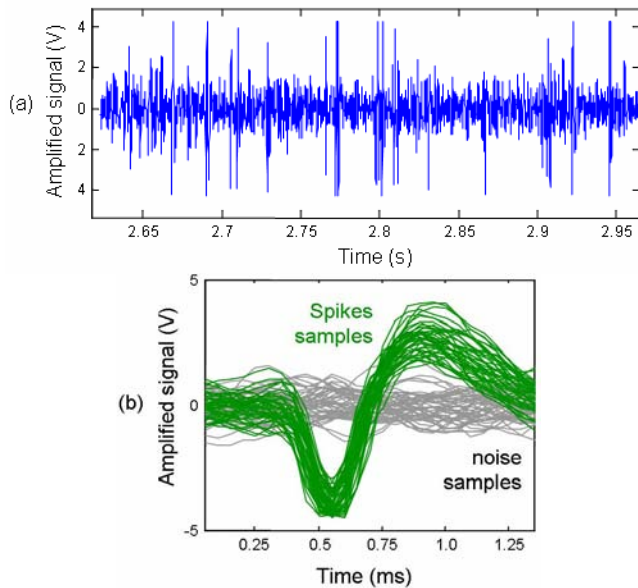 4
2
0
2
4
Amplified signal (V)
(a)
2.65 2.7 2.75 2.8 2.85 2.9 2.95
Time (s)
5
0
-5
Amplified signal (V)
(b)
Spikes
samples
noise
samples
0.25 0.5 0.75 1.0 1.25
Time (ms)